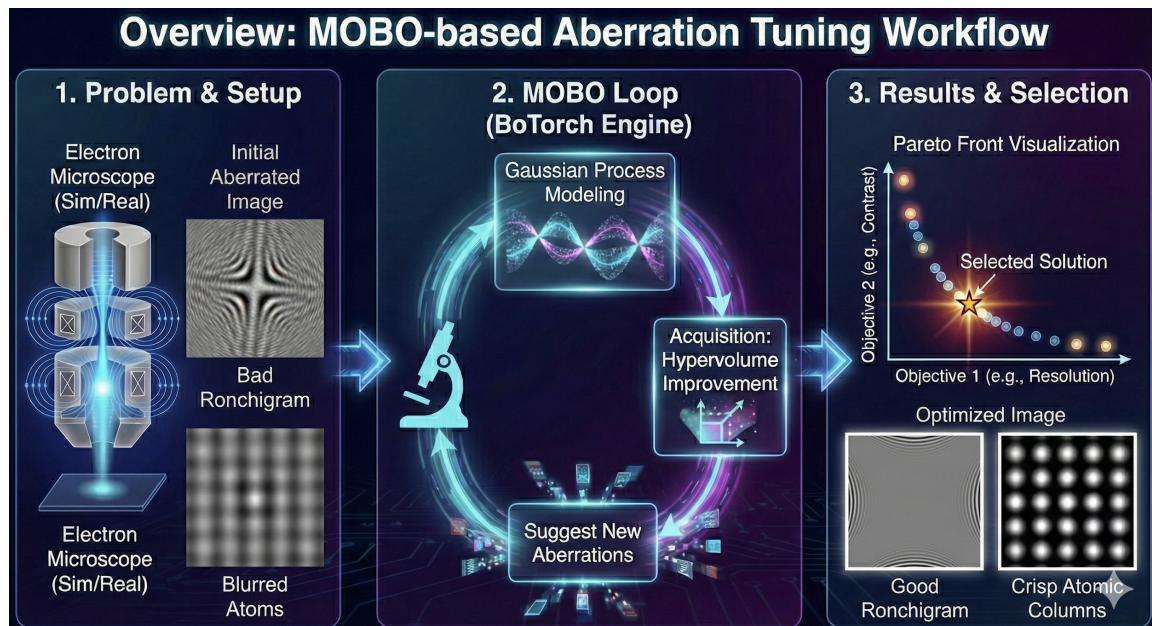 Overview: MOBO-based Aberration Tuning Workflow
1. Problem & Setup
Electron
Microscope
(Sim/Real)
Initial
Aberrated
Image
Bad
Ronchigram
Electron
Microscope
(Sim/Real)
Blurred
Atoms
2. MOBO Loop
(BoTorch Engine)
Gaussian Process
Modeling
Acquisition:
Hypervolume
Improvement
Suggest New
Aberrations
3. Results & Selection
Pareto Front Visualization
Objective 2 (e.g., Contrast)
Selected Solution
Objective 1 (e.g., Resolution)
Optimized Image
Good
Ronchigram
Crisp Atomic
Columns